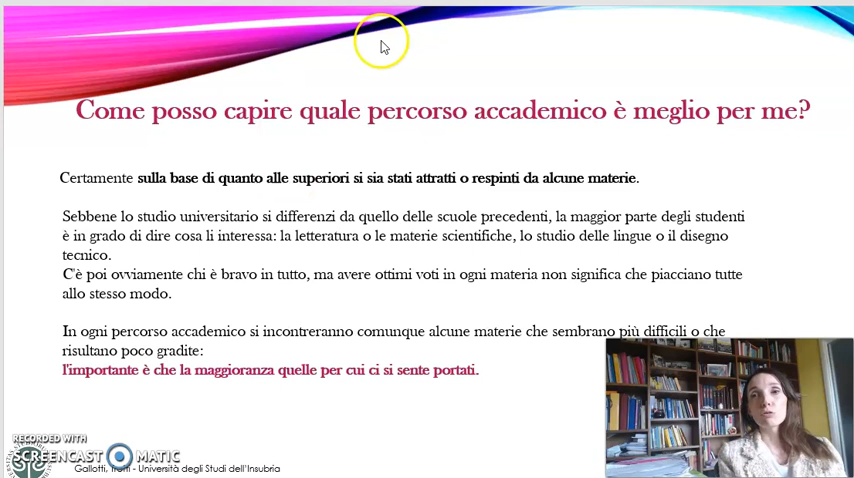 Come posso capire quale percorso accademico è meglio per me?
Certamente sulla base di quanto alle superiori si sia stati attratti o respinti da alcune materie.
Sebbene lo studio universitario si differenzi da quello delle scuole precedenti, la maggior parte degli studenti
è in grado di dire cosa li interessa: la letteratura o le materie scientifiche, lo studio delle lingue o il disegno
tecnico.
C'è poi ovviamente chi è bravo in tutto, ma avere ottimi voti in ogni materia non significa che piacciano tutte
allo stesso modo.
In ogni percorso accademico si incontreranno comunque alcune materie che sembrano più difficili o che
risultano poco gradite:
l'importante è che la maggioranza quelle per cui ci si sente portati.
RECORDED WITH
SCREENCAST MATIC
Gallotti, - Università degli Studi dell'Insubria